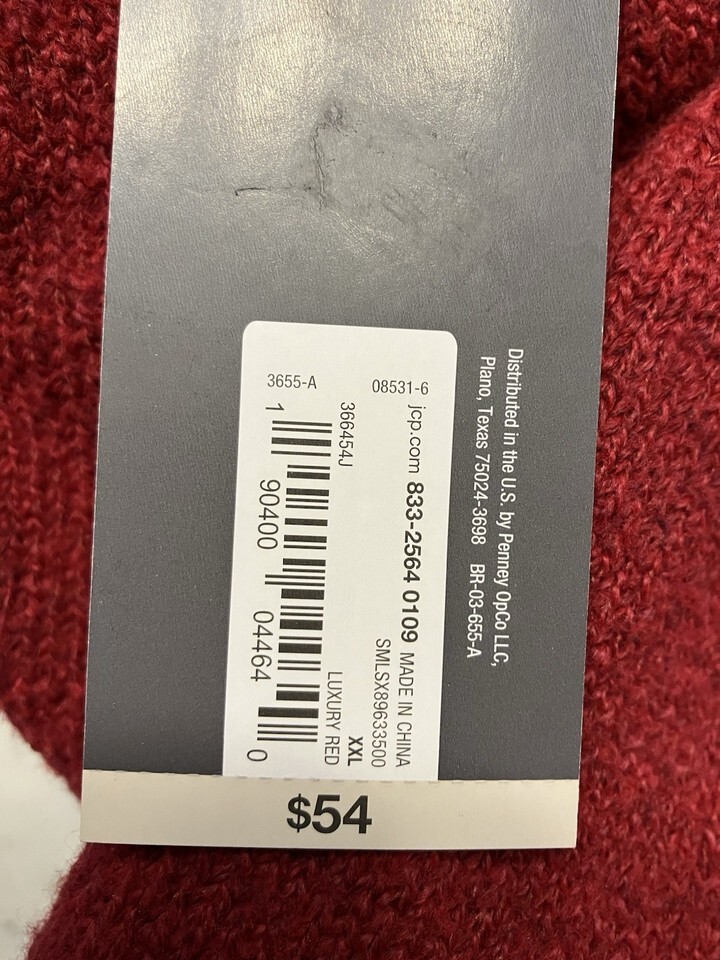 Distributed in the U.S. by Penney OpCo LLC,
Plano, Texas 75024-3698 BR-03-655-A
3655-A
08531-6
jcp.com 833-2564 0109 MADE IN CHINA
SMLSX89633500
366454J
XXL
LUXURY RED
1 90400 04464 0
$54